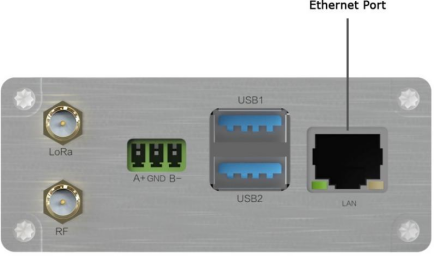 Ethernet Port
USB1
LoRa
A+ GND B−
USB2
LAN
RF